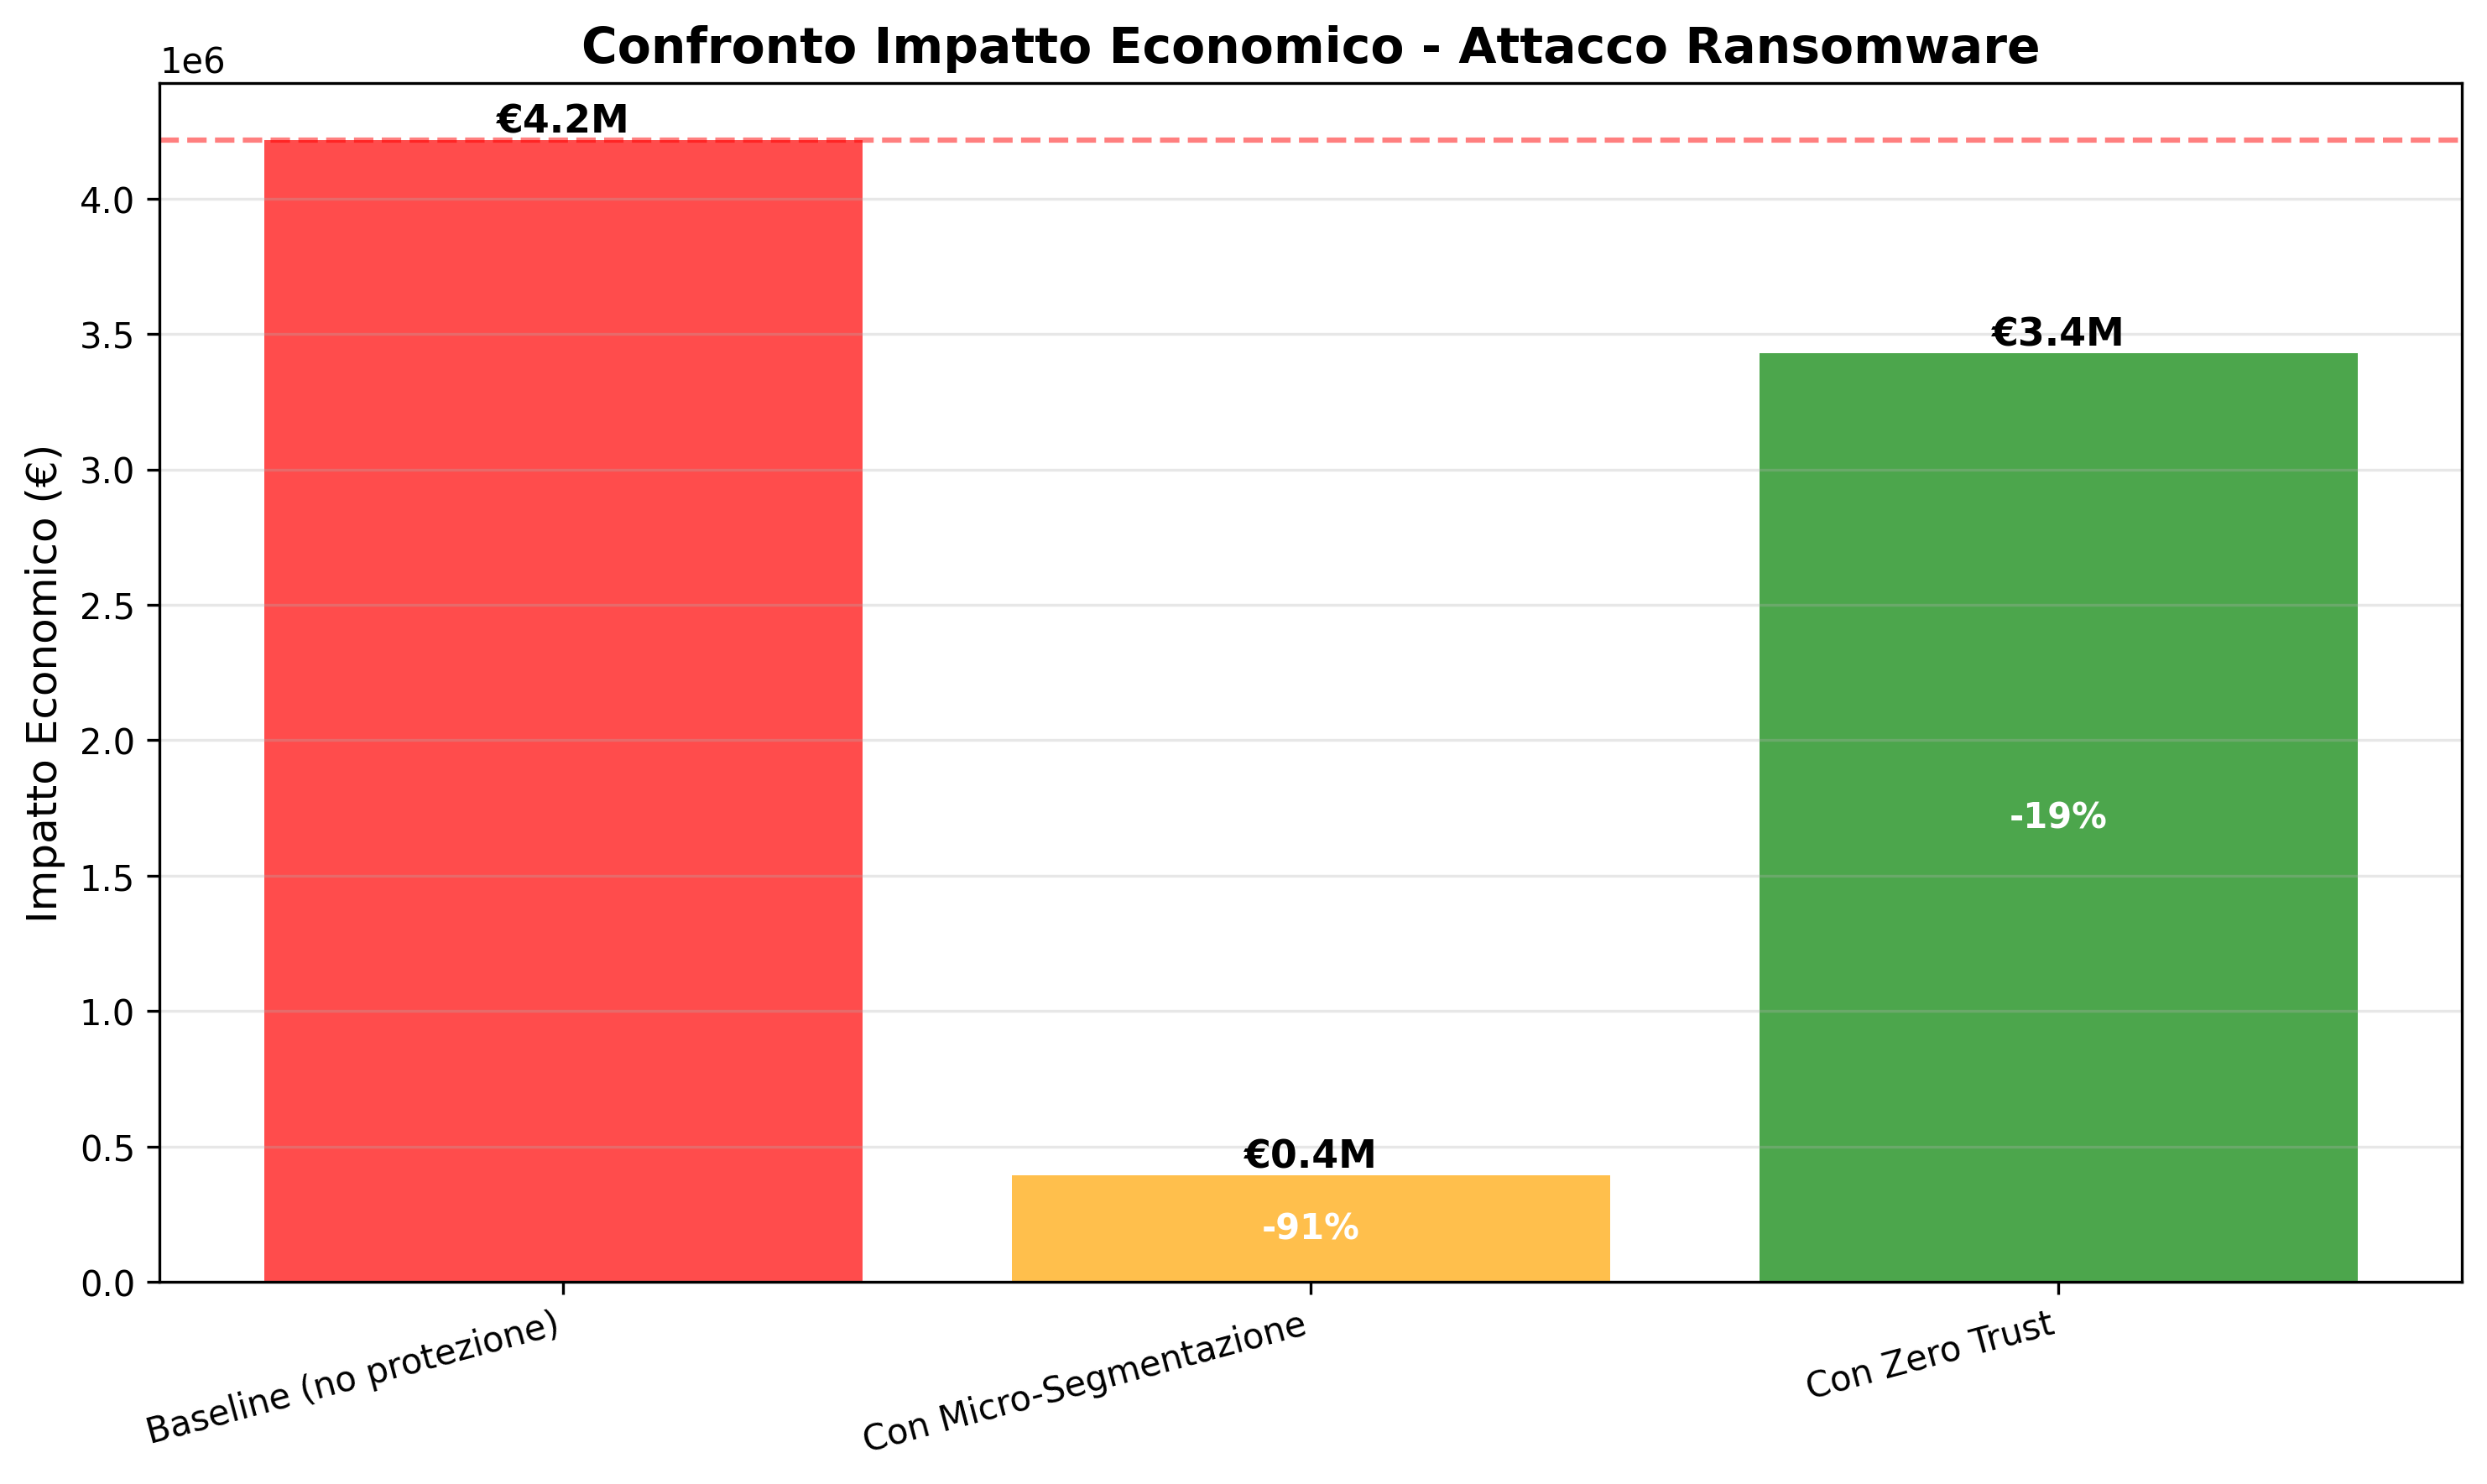 Confronto Impatto Economico - Attacco Ransomware
1e6
€4.2M
4.0
€3.4M
3.5
3.0
Impatto Economico (€)
2.5
2.0
-19%
1.5
1.0
€0.4M
0.5
-91%
0.0
Baseline (no protezione)
Con Micro-Segmentazione
Con Zero Trust